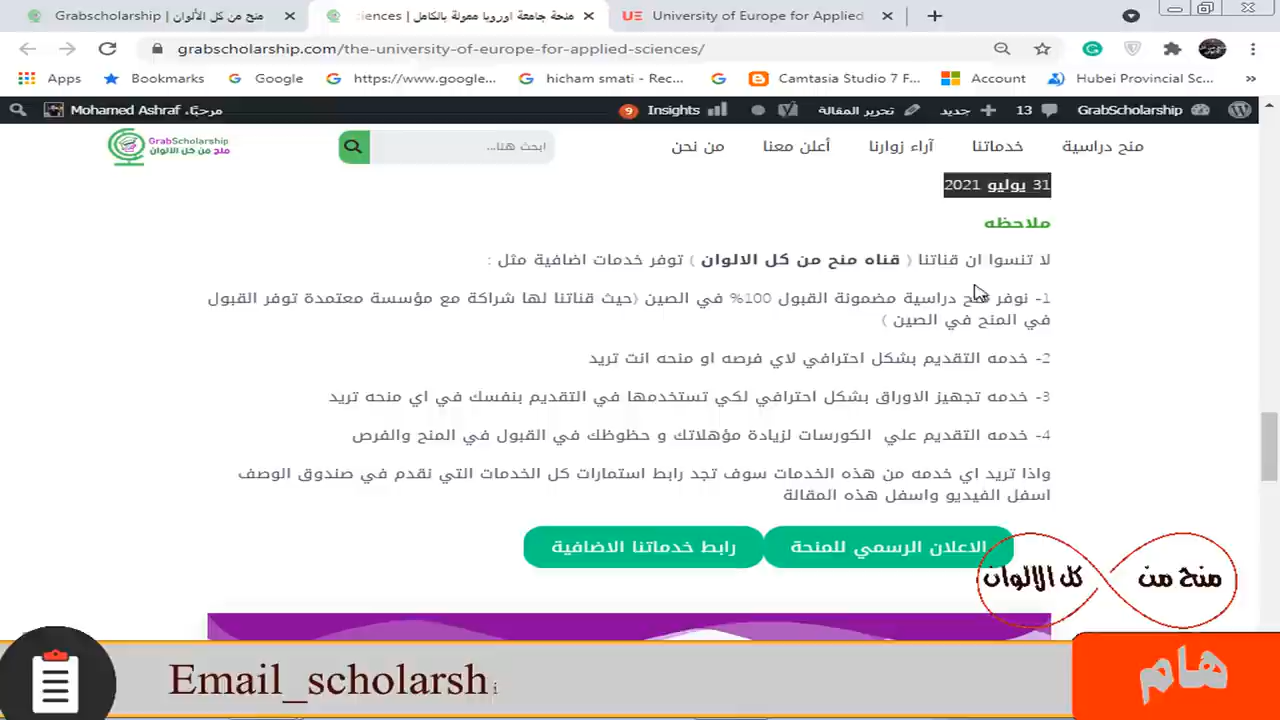 Grabscholarship | منح من كل الألوان
ciences | منحة جامعة اوروبا ممولة بالكامل
UE University of Europe for Applied
grabscholarship.com/the-university-of-europe-for-applied-sciences/
Apps Bookmarks Google https://www.google... hicham smati - Rec... Camtasia Studio 7 F... Account Hubei Provincial Sc... »
مرحبًا، Mohamed Ashraf
9 Insights تحرير المقالة جديد 13 GrabScholarship
GrabScholarship
منح من كل الالوان
ابحث هنا...
منح دراسية خدماتنا آراء زوارنا أعلن معنا من نحن
31 يوليو 2021
ملاحظه
لا تنسوا ان قناتنا ( قناه منح من كل الالوان ) توفر خدمات اضافية مثل :
1- نوفر منح دراسية مضمونة القبول 100% في الصين (حيث قناتنا لها شراكة مع مؤسسة معتمدة توفر القبول
في المنح في الصين )
2- خدمه التقديم بشكل احترافي لاي فرصه او منحه انت تريد
3- خدمه تجهيز الاوراق بشكل احترافي لكي تستخدمها في التقديم بنفسك في اي منحه تريد
4- خدمه التقديم علي الكورسات لزيادة مؤهلاتك و حظوظك في القبول في المنح والفرص
واذا تريد اي خدمه من هذه الخدمات سوف تجد رابط استمارات كل الخدمات التي نقدم في صندوق الوصف
اسفل الفيديو واسفل هذه المقالة
الاعلان الرسمي للمنحة
رابط خدماتنا الاضافية
منح من كل الالوان
Email_scholarshi
هام